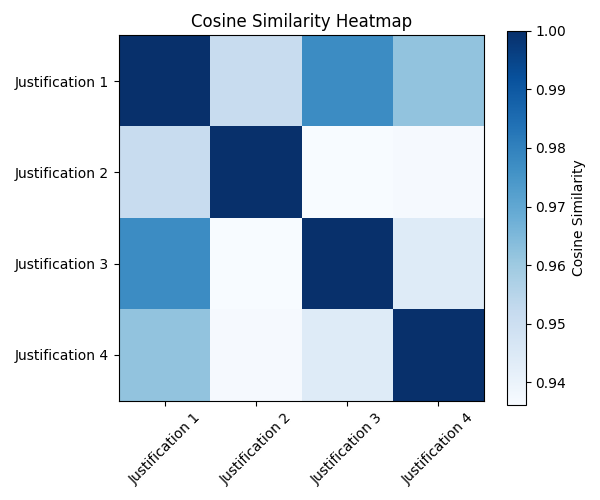 Cosine Similarity Heatmap
Justification 1
Justification 2
Justification 3
Justification 4
Justification 1
Justification 2
Justification 3
Justification 4
1.00
0.99
0.98
0.97
0.96
0.95
0.94
Cosine Similarity